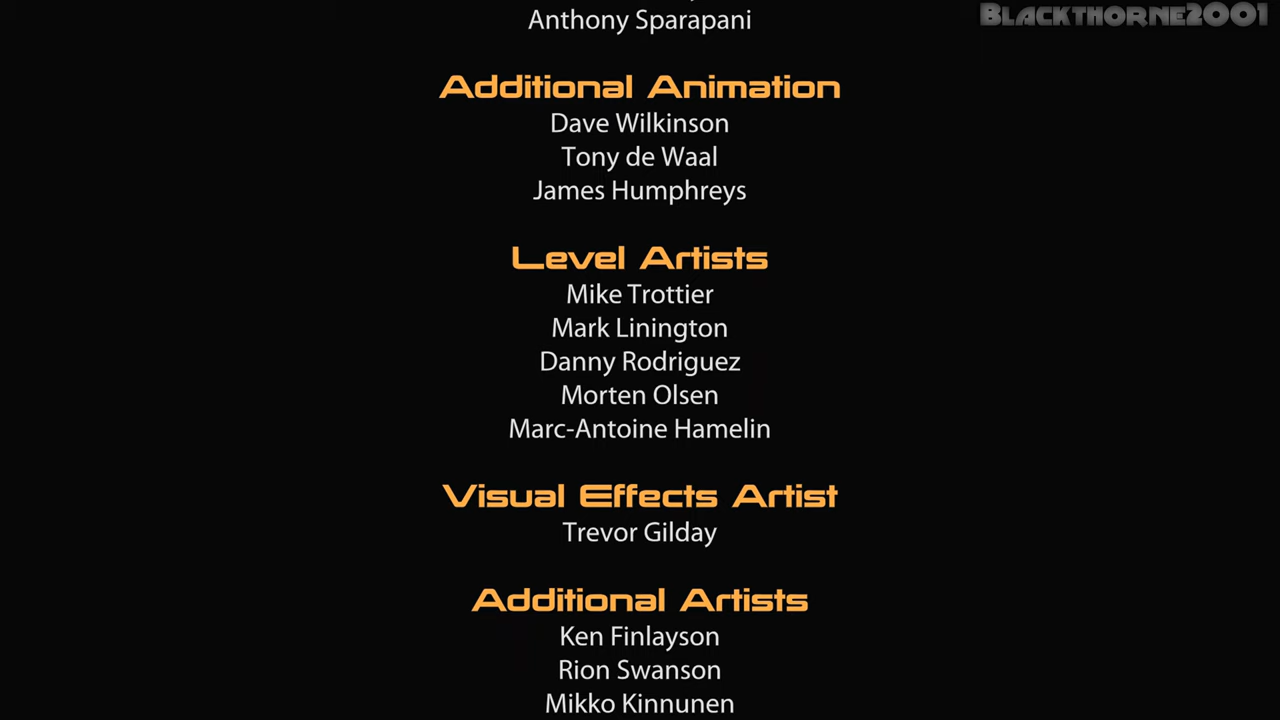 Blackthorne2001
Anthony Sparapani
Additional Animation
Dave Wilkinson
Tony de Waal
James Humphreys
Level Artists
Mike Trottier
Mark Linington
Danny Rodriguez
Morten Olsen
Marc-Antoine Hamelin
Visual Effects Artist
Trevor Gilday
Additional Artists
Ken Finlayson
Rion Swanson
Mikko Kinnunen